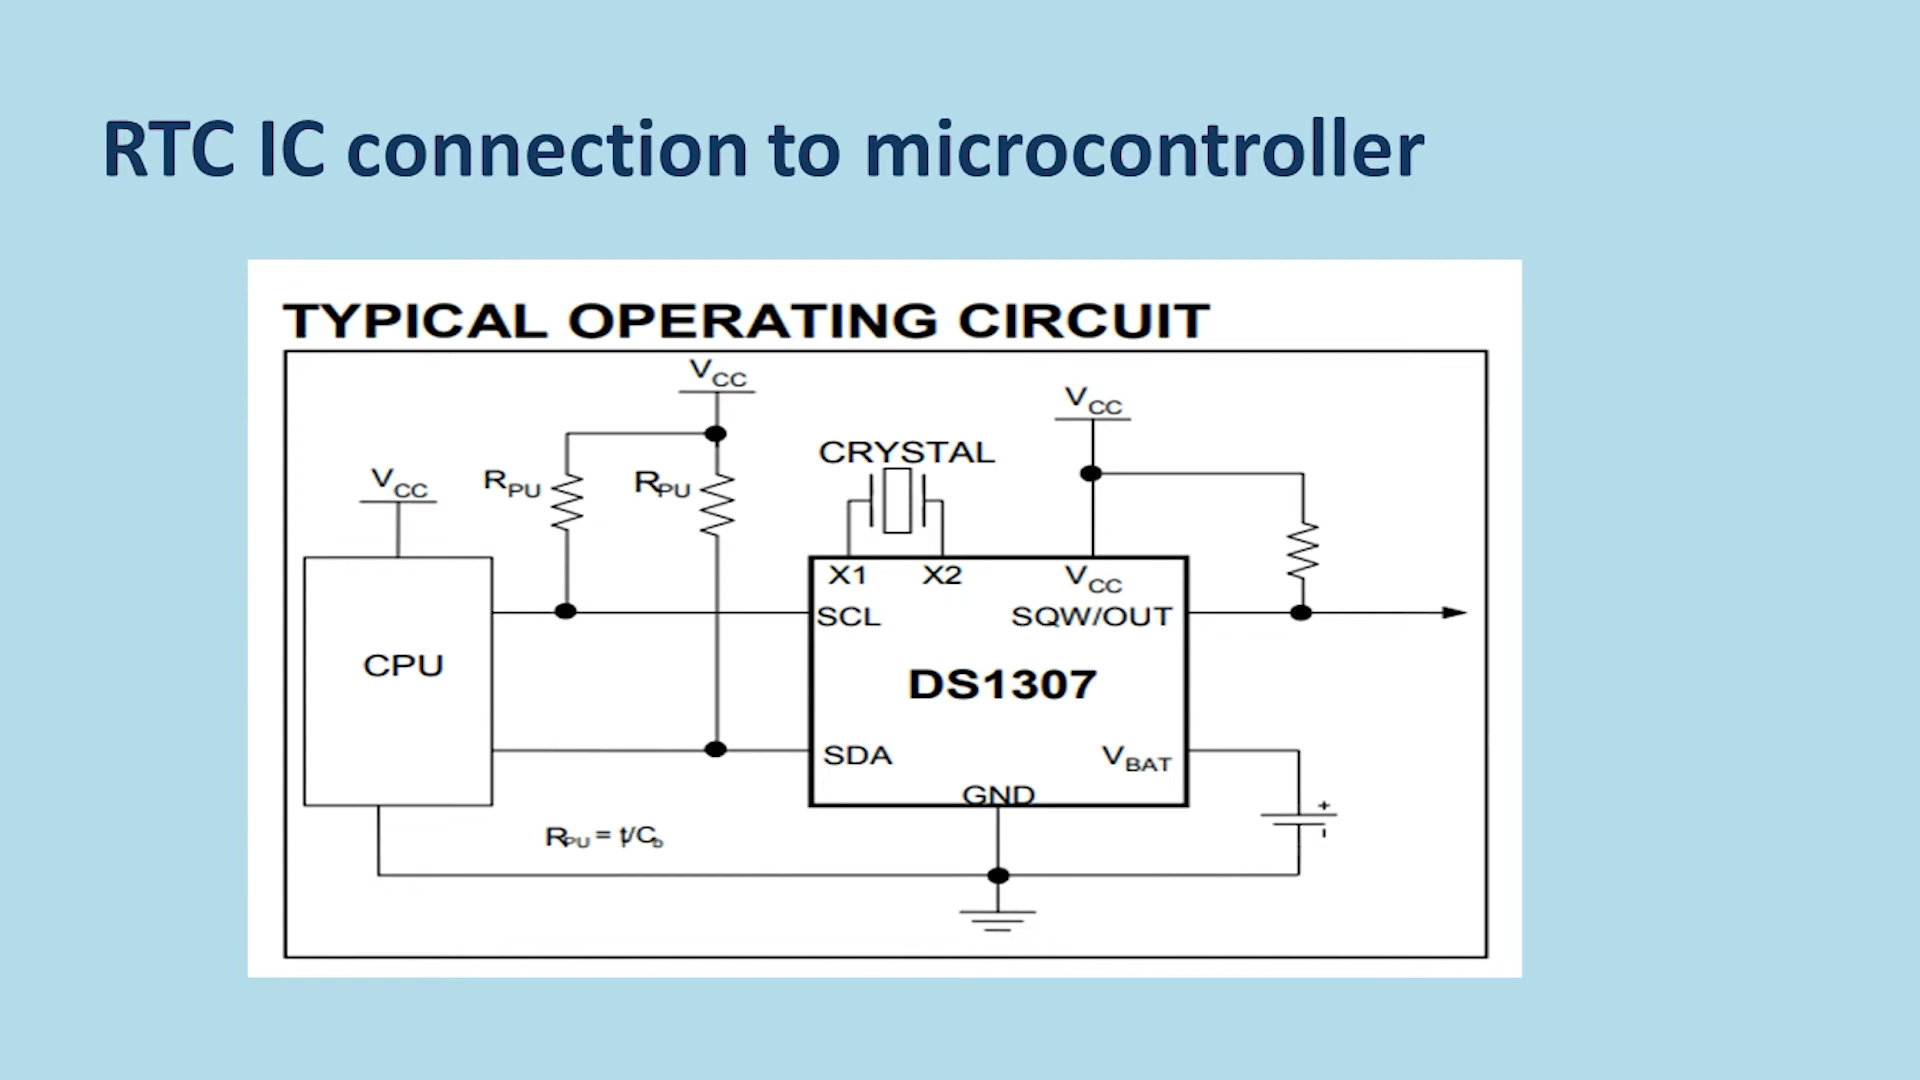 RTC IC connection to microcontroller
TYPICAL OPERATING CIRCUIT
VCC
VCC
CRYSTAL
VCC
RPU
RPU
X1
X2
VCC
SCL
SQW/OUT
CPU
DS1307
SDA
VBAT
GND
+
-
RPU = tr/Cb